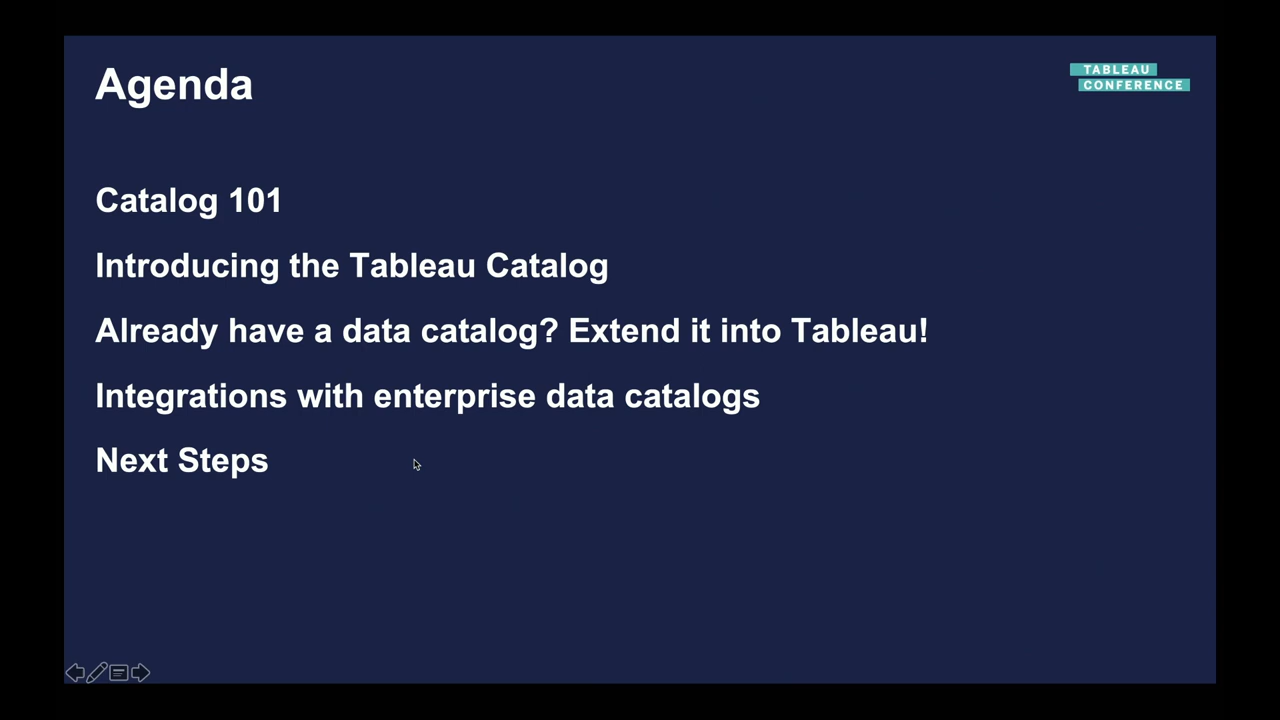 Agenda
TABLEAU
CONFERENCE
Catalog 101
Introducing the Tableau Catalog
Already have a data catalog? Extend it into Tableau!
Integrations with enterprise data catalogs
Next Steps